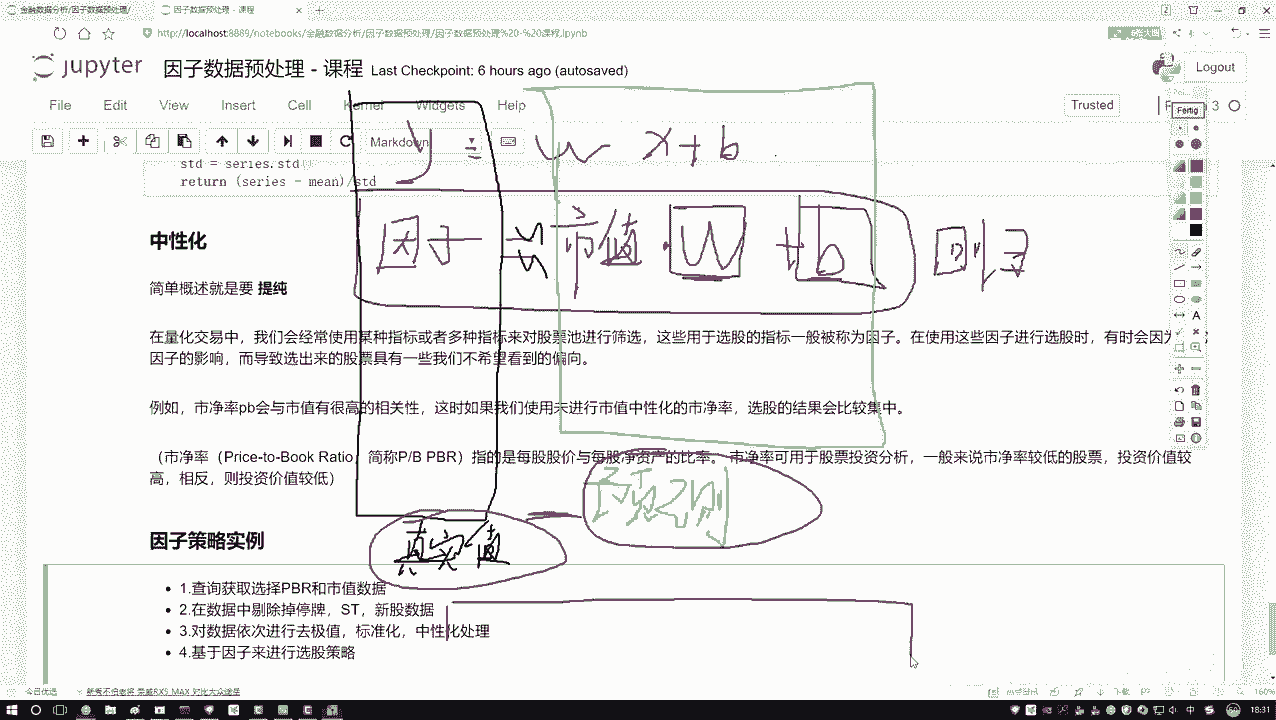 金融数据分析/因子数据预处理/
因子数据预处理 - 课程
http://localhost:8889/notebooks/金融数据分析/因子数据预处理/因子数据预处理%20-%20课程.ipynb
jupyter 因子数据预处理 - 课程 Last Checkpoint: 6 hours ago (autosaved)
Logout
File Edit View Insert Cell Kernel Widgets Help
Trusted
3
Markdown
Fertig
y = w x + b
std = series.std()
return (series - mean)/std
因子 市值 · W + b 回归
中性化
简单概述就是要 提纯
在量化交易中，我们会经常使用某种指标或者多种指标来对股票池进行筛选，这些用于选股的指标一般被称为因子。在使用这些因子进行选股时，有时会因为
因子的影响，而导致选出来的股票具有一些我们不希望看到的偏向。
例如，市净率pb会与市值有很高的相关性，这时如果我们使用未进行市值中性化的市净率，选股的结果会比较集中。
（市净率（Price-to-Book Ratio，简称P/B PBR）指的是每股股价与每股净资产的比率。 市净率可用于股票投资分析，一般来说市净率较低的股票，投资价值较
高，相反，则投资价值较低）
预测
真实值
因子策略实例
1.查询获取选择PBR和市值数据
2.在数据中剔除掉停牌，ST，新股数据
3.对数据依次进行去极值，标准化，中性化处理
4.基于因子来进行选股策略
今日优选
160%
18:31